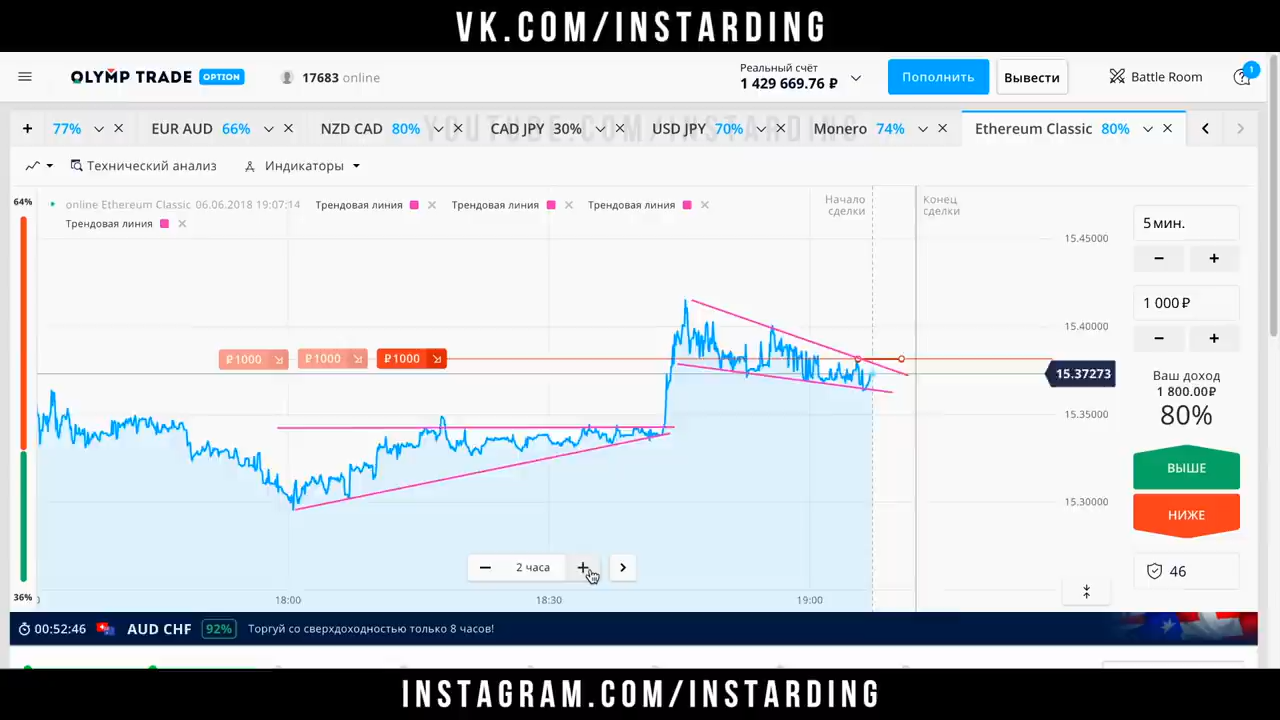 VK.COM/INSTARDING
OLYMP TRADE OPTION
17683 online
Реальный счёт
1 429 669.76 ₽
Пополнить
Вывести
Battle Room
1
YOUTUBE.COM/INSTARDING
+ 77% EUR AUD 66% NZD CAD 80% CAD JPY 30% USD JPY 70% Monero 74% Ethereum Classic 80%
Технический анализ
Индикаторы
64%
online Ethereum Classic 06.06.2018 19:07:14
Трендовая линия
Трендовая линия
Трендовая линия
Трендовая линия
Начало
сделки
Конец
сделки
15.45000
15.40000
15.37273
15.35000
15.30000
₽1000
₽1000
₽1000
− 2 часа +
18:00
18:30
19:00
36%
5 мин.
− +
1 000 ₽
− +
Ваш доход
1 800.00₽
80%
ВЫШЕ
НИЖЕ
46
00:52:46 AUD CHF 92% Торгуй со сверхдоходностью только 8 часов!
INSTAGRAM.COM/INSTARDING